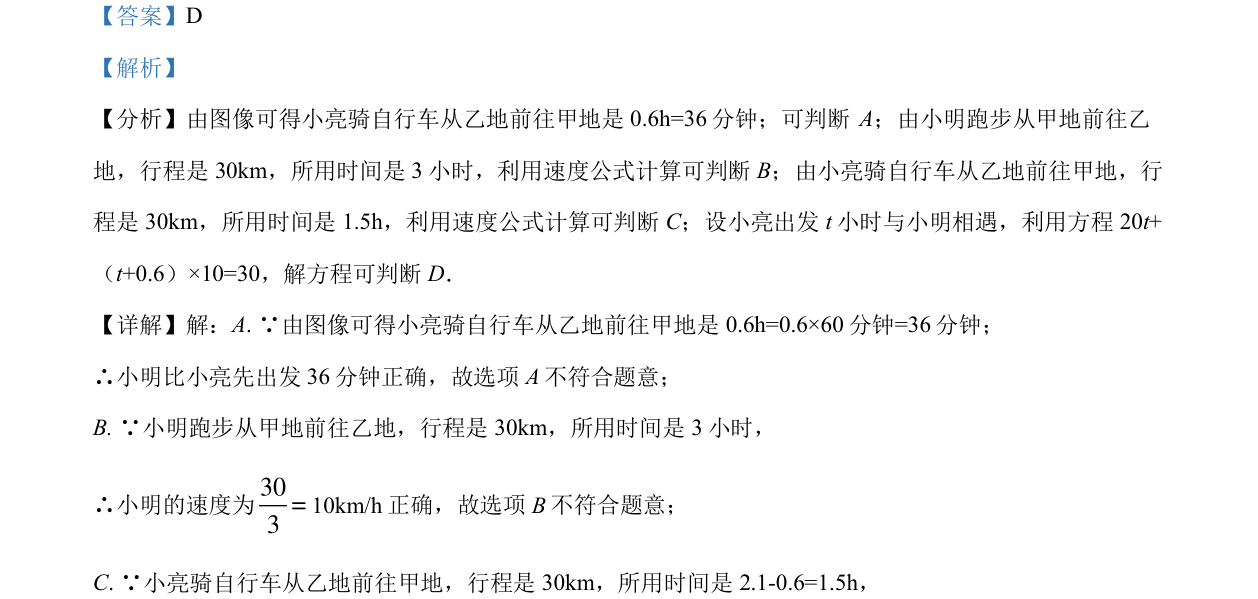 【答案】D
【解析】
【分析】由图像可得小亮骑自行车从乙地前往甲地是 0.6h=36 分钟；可判断 A；由小明跑步从甲地前往乙
地，行程是 30km，所用时间是 3 小时，利用速度公式计算可判断 B；由小亮骑自行车从乙地前往甲地，行
程是 30km，所用时间是 1.5h，利用速度公式计算可判断 C；设小亮出发 t 小时与小明相遇，利用方程 20t+
（t+0.6）×10=30，解方程可判断 D．
【详解】解：A. ∵由图像可得小亮骑自行车从乙地前往甲地是 0.6h=0.6×60 分钟=36 分钟；
∴小明比小亮先出发 36 分钟正确，故选项 A 不符合题意；
B. ∵小明跑步从甲地前往乙地，行程是 30km，所用时间是 3 小时，
∴小明的速度为 30/3 = 10km/h 正确，故选项 B 不符合题意；
C. ∵小亮骑自行车从乙地前往甲地，行程是 30km，所用时间是 2.1-0.6=1.5h，